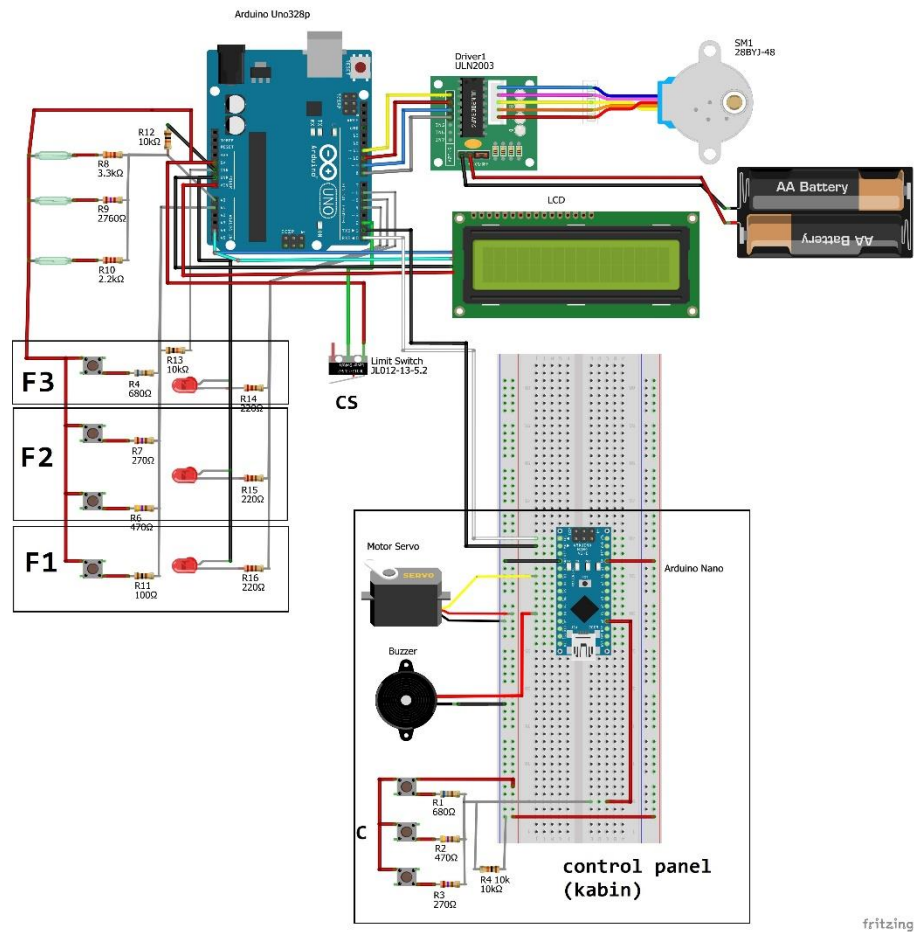 Arduino Uno328p
Driver1
ULN2003
SM1
28BYJ-48
R12
10kΩ
RESET
Arduino
UNO
R8
3.3kΩ
R9
2760Ω
R10
2.2kΩ
LCD
AA Battery
AA Battery
F3
R13
10kΩ
R4
680Ω
R14
220Ω
Limit Switch
JL012-13-5.2
CS
F2
R7
270Ω
R15
220Ω
R6
470Ω
F1
R11
100Ω
R16
220Ω
Motor Servo
SERVO
Arduino Nano
Buzzer
R1
680Ω
C
R2
470Ω
R4 10k
10kΩ
R3
270Ω
control panel
(kabin)
fritzing